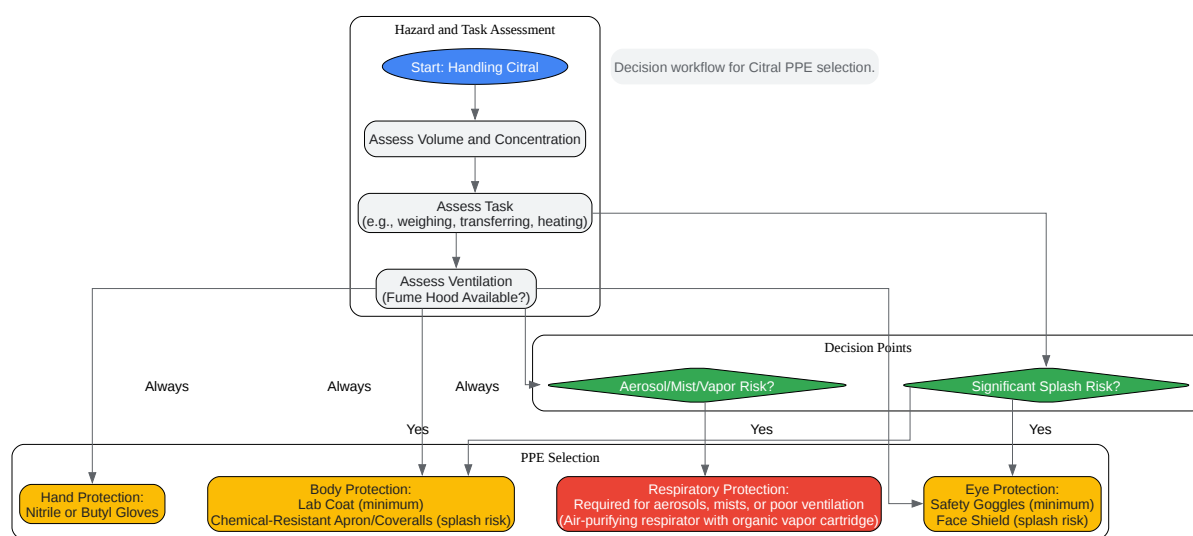 Hazard and Task Assessment
Start: Handling Citral
Decision workflow for Citral PPE selection.
Assess Volume and Concentration
Assess Task
(e.g., weighing, transferring, heating)
Assess Ventilation
(Fume Hood Available?)
Decision Points
Aerosol/Mist/Vapor Risk?
Significant Splash Risk?
Always
Always
Always
Yes
Yes
Yes
PPE Selection
Hand Protection:
Nitrile or Butyl Gloves
Body Protection:
Lab Coat (minimum)
Chemical-Resistant Apron/Coveralls (splash risk)
Respiratory Protection:
Required for aerosols, mists, or poor ventilation
(Air-purifying respirator with organic vapor cartridge)
Eye Protection:
Safety Goggles (minimum)
Face Shield (splash risk)